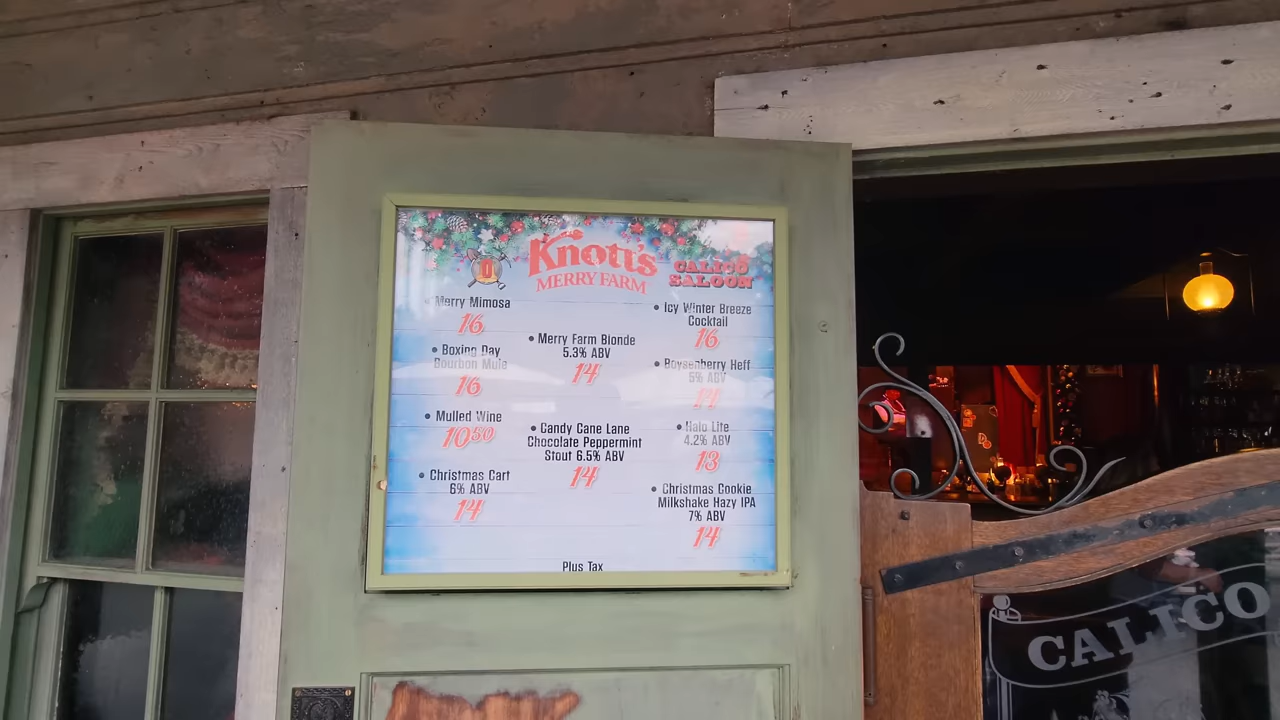 Knott's
MERRY FARM
CALICO
SALOON
• Merry Mimosa
16
• Boxing Day
Bourbon Mule
16
• Mulled Wine
1050
• Christmas Cart
6% ABV
14
• Merry Farm Blonde
5.3% ABV
14
• Candy Cane Lane
Chocolate Peppermint
Stout 6.5% ABV
14
• Icy Winter Breeze
Cocktail
16
• Boysenberry Heff
5% ABV
14
• Halo Lite
4.2% ABV
13
• Christmas Cookie
Milkshake Hazy IPA
7% ABV
14
Plus Tax
CALICO